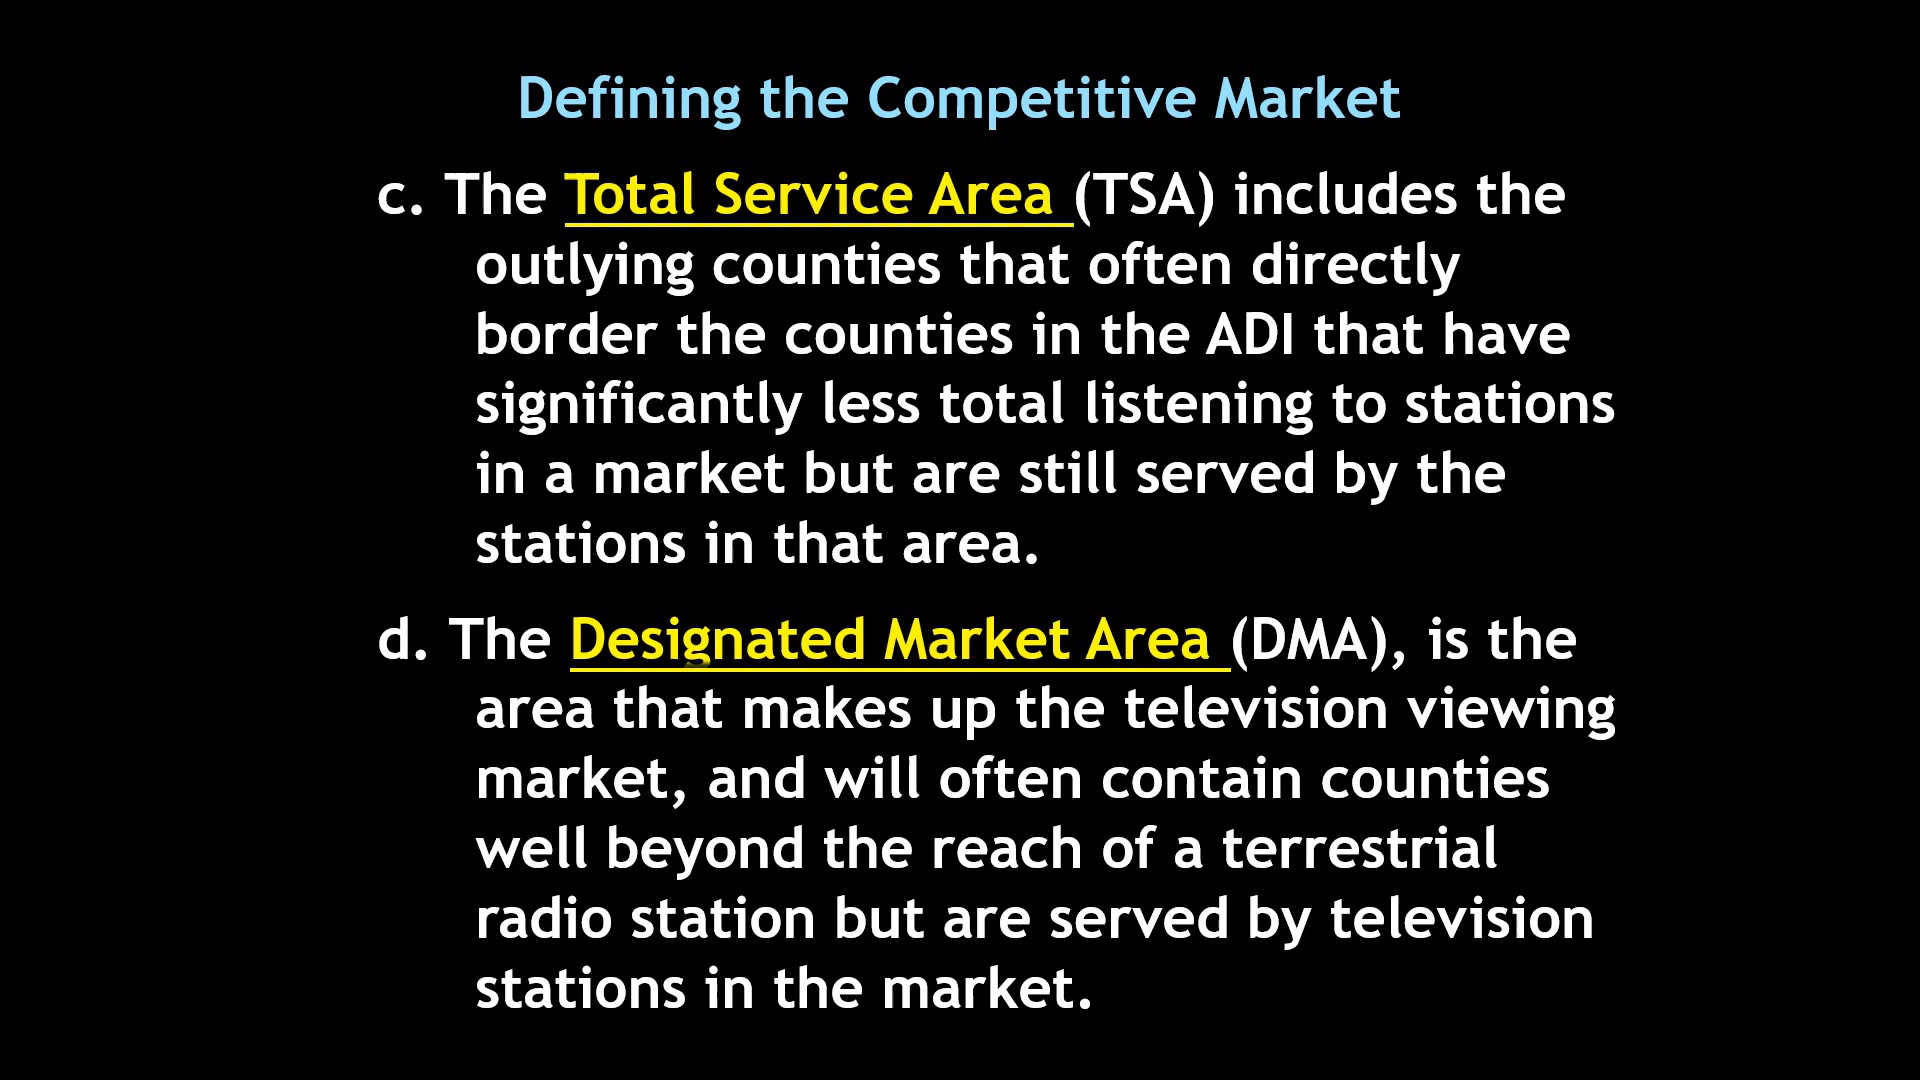 Defining the Competitive Market
c. The Total Service Area (TSA) includes the
outlying counties that often directly
border the counties in the ADI that have
significantly less total listening to stations
in a market but are still served by the
stations in that area.
d. The Designated Market Area (DMA), is the
area that makes up the television viewing
market, and will often contain counties
well beyond the reach of a terrestrial
radio station but are served by television
stations in the market.